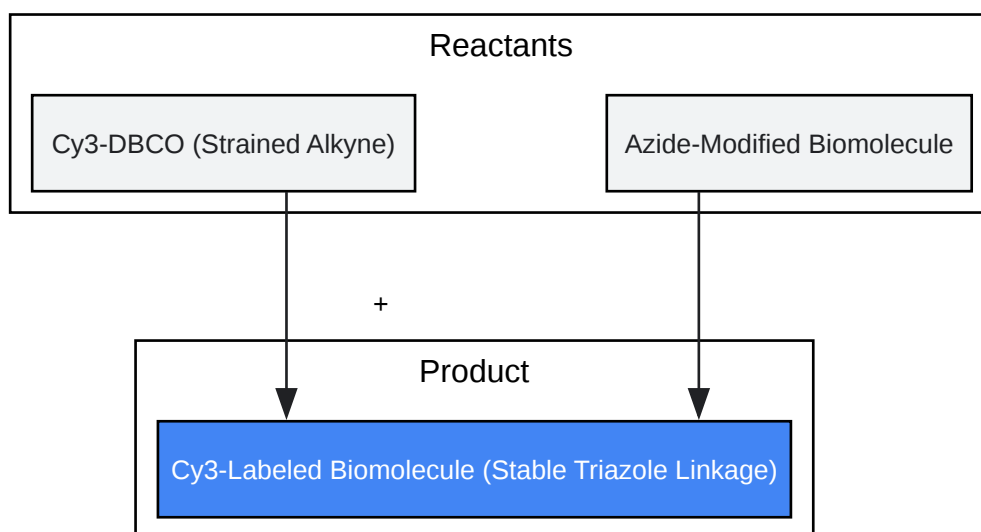 Reactants
Cy3-DBCO (Strained Alkyne)
Azide-Modified Biomolecule
+
Product
Cy3-Labeled Biomolecule (Stable Triazole Linkage)